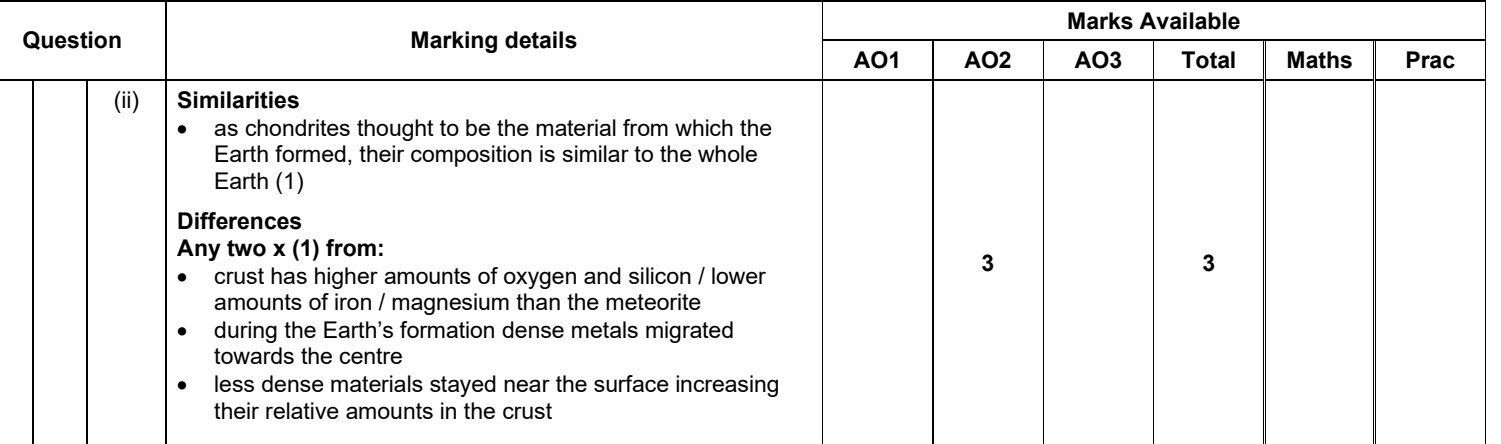 Question
Marking details
Marks Available
AO1 AO2 AO3 Total Maths Prac
(ii)
Similarities
• as chondrites thought to be the material from which the
Earth formed, their composition is similar to the whole
Earth (1)
Differences
Any two x (1) from:
• crust has higher amounts of oxygen and silicon / lower
amounts of iron / magnesium than the meteorite
• during the Earth’s formation dense metals migrated
towards the centre
• less dense materials stayed near the surface increasing
their relative amounts in the crust
3 3